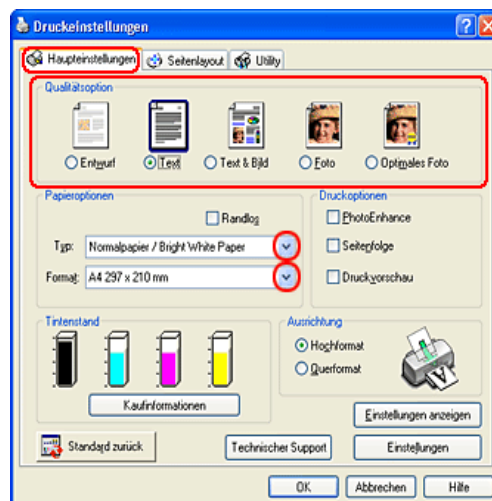 Druckeinstellungen
Haupteinstellungen Seitenlayout Utility
Qualitätsoption
Entwurf Text Text & Bild Foto Optimales Foto
Papieroptionen
Randlos
Typ: Normalpapier / Bright White Paper
Format: A4 297 x 210 mm
Druckoptionen
PhotoEnhance
Seitenfolge
Druckvorschau
Tintenstand
Kaufinformationen
Ausrichtung
Hochformat
Querformat
Einstellungen anzeigen
Standard zurück Technischer Support Einstellungen
OK Abbrechen Hilfe